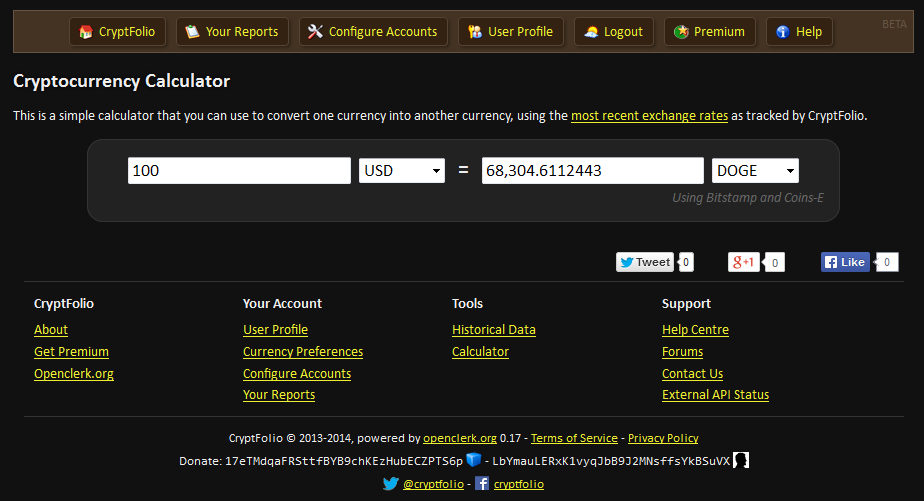 CryptFolio Your Reports Configure Accounts User Profile Logout Premium Help BETA
Cryptocurrency Calculator
This is a simple calculator that you can use to convert one currency into another currency, using the most recent exchange rates as tracked by CryptFolio.
100 USD = 68,304.6112443 DOGE
Using Bitstamp and Coins-E
Tweet 0 g+1 0 Like 0
CryptFolio Your Account Tools Support
About User Profile Historical Data Help Centre
Get Premium Currency Preferences Calculator Forums
Openclerk.org Configure Accounts Contact Us
Your Reports External API Status
CryptFolio © 2013-2014, powered by openclerk.org 0.17 - Terms of Service - Privacy Policy
Donate: 17eTMdqaFRSttfBYB9chKEzHubECZPTS6p - LbYmauLERxK1vyqJbB9J2MNsffsYkBSuVX
@cryptfolio - cryptfolio